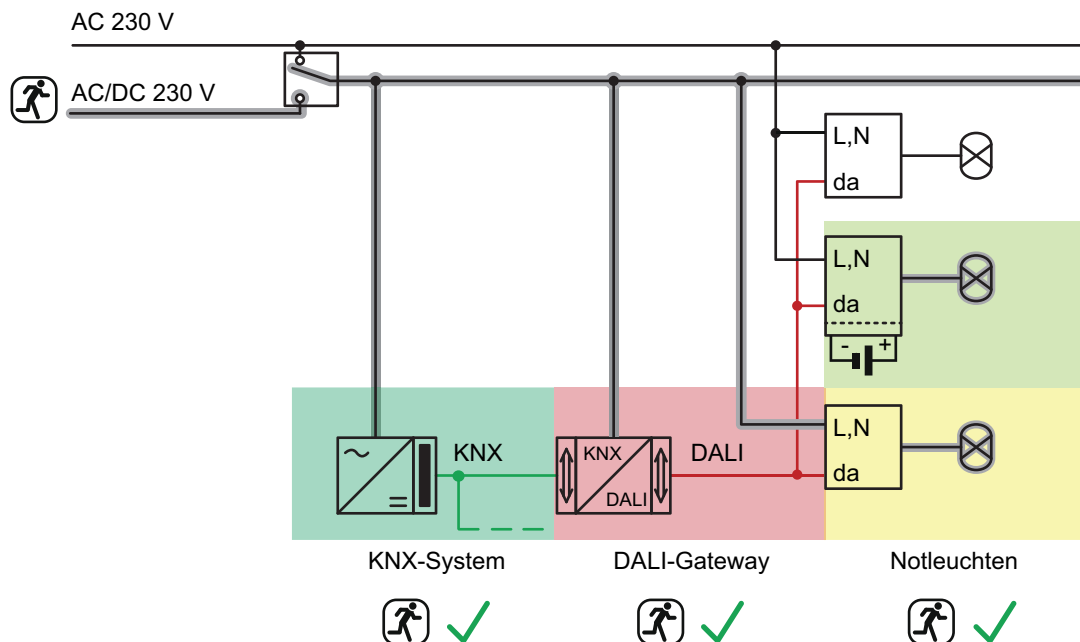 AC 230 V
AC/DC 230 V
L,N
da
L,N
da
- +
L,N
da
KNX
KNX
DALI
DALI
KNX-System
DALI-Gateway
Notleuchten